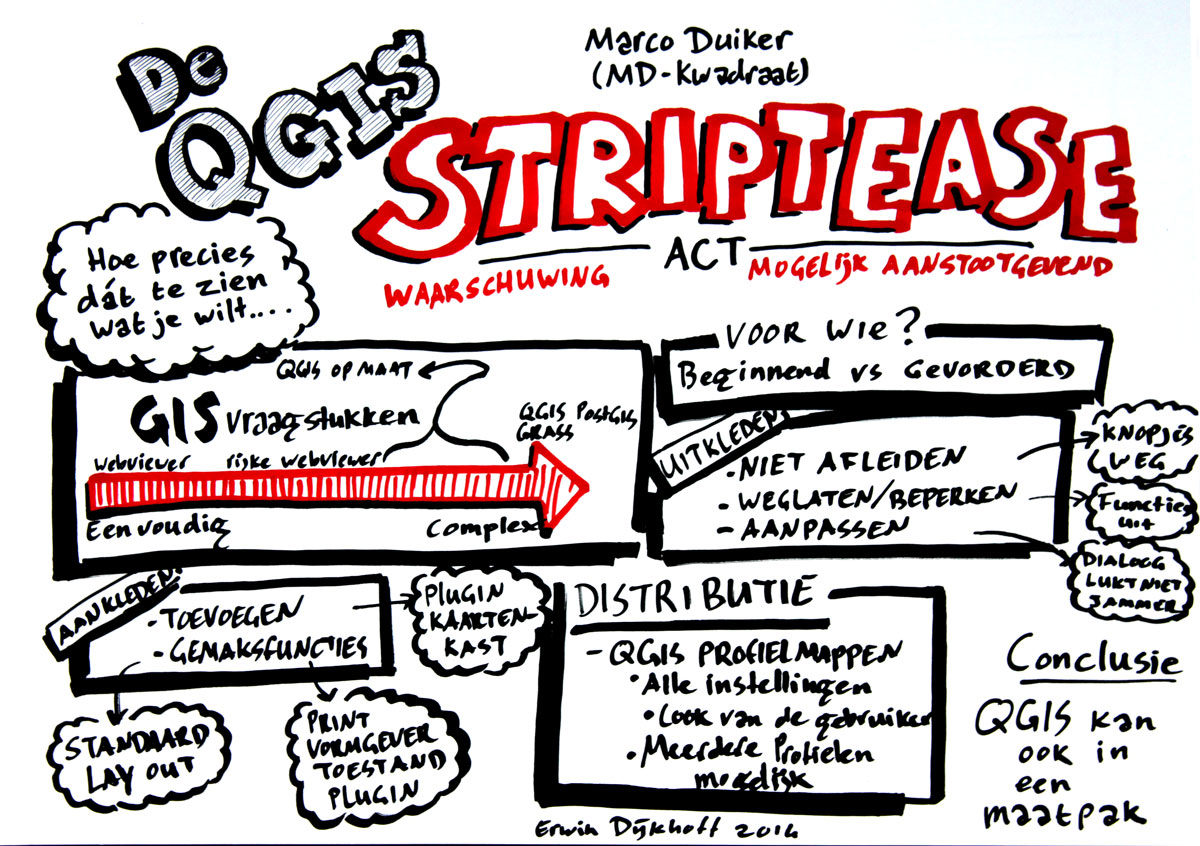 De
QGIS
Marco Duiker
(MD-Kwadraat)
STRIPTEASE
ACT
WAARSCHUWING
MOGELIJK AANSTOOTGEVEND
Hoe precies
dát te zien
wat je wilt....
QGIS OP MAAT
GIS vraagstukken
QGIS PostGIS
GRASS
webviewer
rijke webviewer
Eenvoudig
Complex
VOOR WIE?
Beginnend vs GEVORDERD
UITKLEDEN!
- NIET AFLEIDEN
- WEGLATEN/BEPERKEN
- AANPASSEN
KNOPJES
WEG
Functies
uit
DIALOOG
LUKT NIET
JAMMER
AANKLEDEN!
- TOEVOEGEN
- GEMAKSFUNCTIES
PLUGIN
KAARTEN-
KAST
STANDAARD
LAY OUT
PRINT
VORMGEVER
TOESTAND
PLUGIN
DISTRIBUTIE
- QGIS PROFIELMAPPEN
• Alle instellingen
• Look van de gebruiker
• Meerdere Profielen
mogelijk
Conclusie
QGIS kan
ook in
een
maatpak
Erwin Dijkhoff 2014